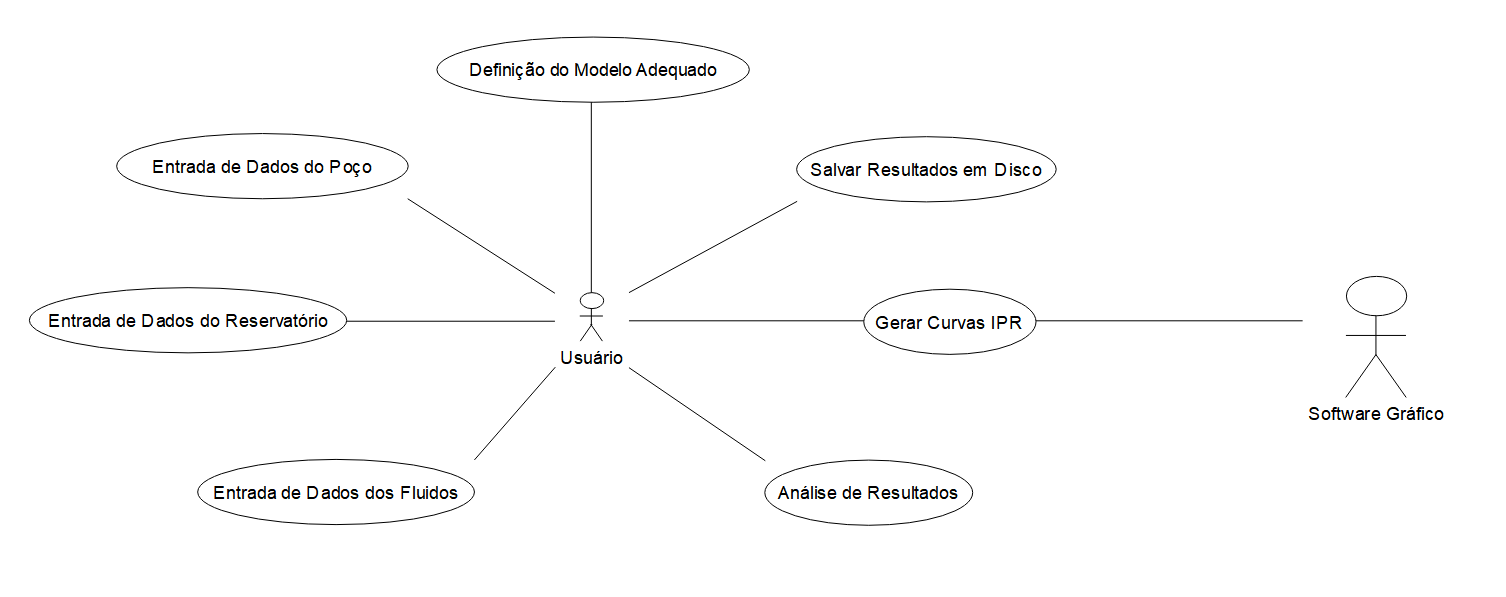 Definição do Modelo Adequado
Entrada de Dados do Poço
Salvar Resultados em Disco
Entrada de Dados do Reservatório
Gerar Curvas IPR
Usuário
Software Gráfico
Entrada de Dados dos Fluidos
Análise de Resultados